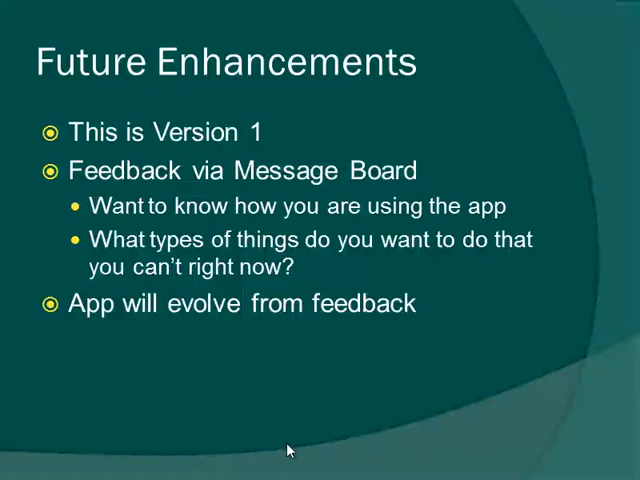 Future Enhancements
This is Version 1
Feedback via Message Board
Want to know how you are using the app
What types of things do you want to do that
you can't right now?
App will evolve from feedback